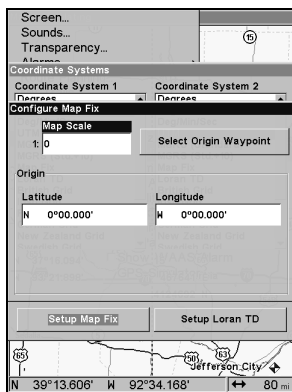 Screen...
Sounds...
Transparency...
Alarms
15
Coordinate Systems
Coordinate System 1 Coordinate System 2
Degrees Degrees
Configure Map Fix
Map Scale
1: 0
Select Origin Waypoint
Origin
Latitude Longitude
N 0°00.000' W 0°00.000'
Setup Map Fix Setup Loran TD
65
50
63
Jefferson City
N 39°13.606' W 92°34.168' ↔ 80 mi